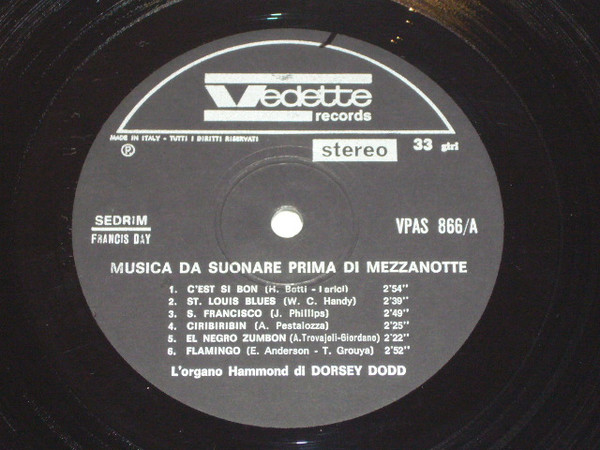 Vedette
records
MADE IN ITALY - TUTTI I DIRITTI RISERVATI
℗
stereo
33 giri
SEDRIM
FRANCIS DAY
VPAS 866/A
MUSICA DA SUONARE PRIMA DI MEZZANOTTE
1. C'EST SI BON (H. Botti - Iarici) 2'54"
2. ST. LOUIS BLUES (W. C. Handy) 2'39"
3. S. FRANCISCO (J. Phillips) 2'49"
4. CIRIBIRIBIN (A. Pestalozza) 2'25"
5. EL NEGRO ZUMBON (A.Trovajoli-Giordano) 2'22"
6. FLAMINGO (E. Anderson - T. Grouya) 2'52"
L'organo Hammond di DORSEY DODD